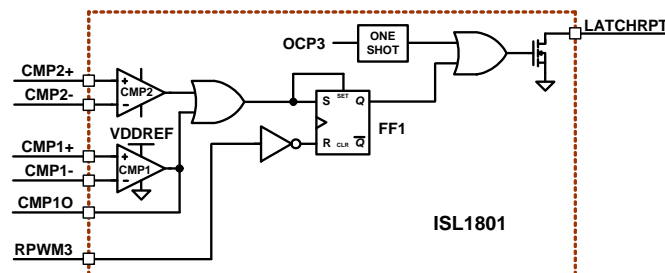 LATCHRPT
OCP3
ONE
SHOT
CMP2+
CMP2-
CMP2
+
-
S
SET
Q
FF1
VDDREF
CMP1+
CMP1-
CMP1
+
-
R
CLR
Q
CMP1O
ISL1801
RPWM3